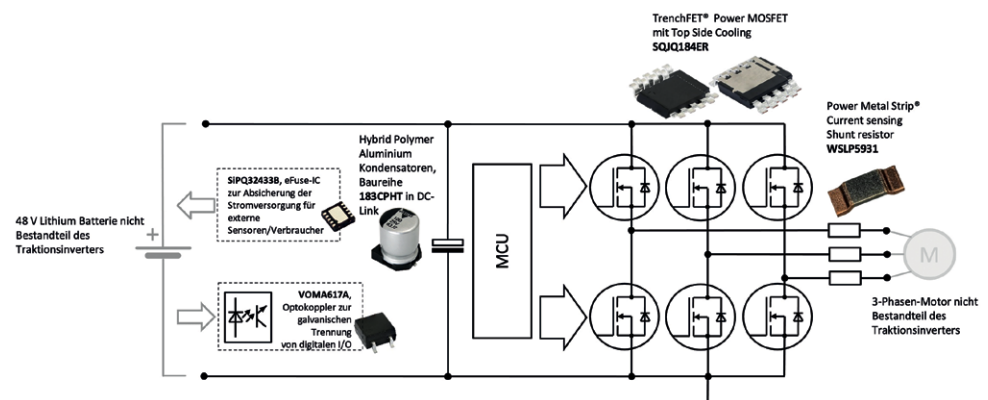 TrenchFET® Power MOSFET
mit Top Side Cooling
SQJQ184ER
Power Metal Strip®
Current sensing
Shunt resistor
WSLP5931
Hybrid Polymer
Aluminium
Kondensatoren,
Baureihe
183CPHT in DC-
Link
SiPQ32433B, eFuse-IC
zur Absicherung der
Stromversorgung für
externe
Sensoren/Verbraucher
48 V Lithium Batterie nicht
Bestandteil des
Traktionsinverters
+
MCU
M
VOMA617A,
Optokoppler zur
galvanischen
Trennung
von digitalen I/O
3-Phasen-Motor nicht
Bestandteil des
Traktionsinverters